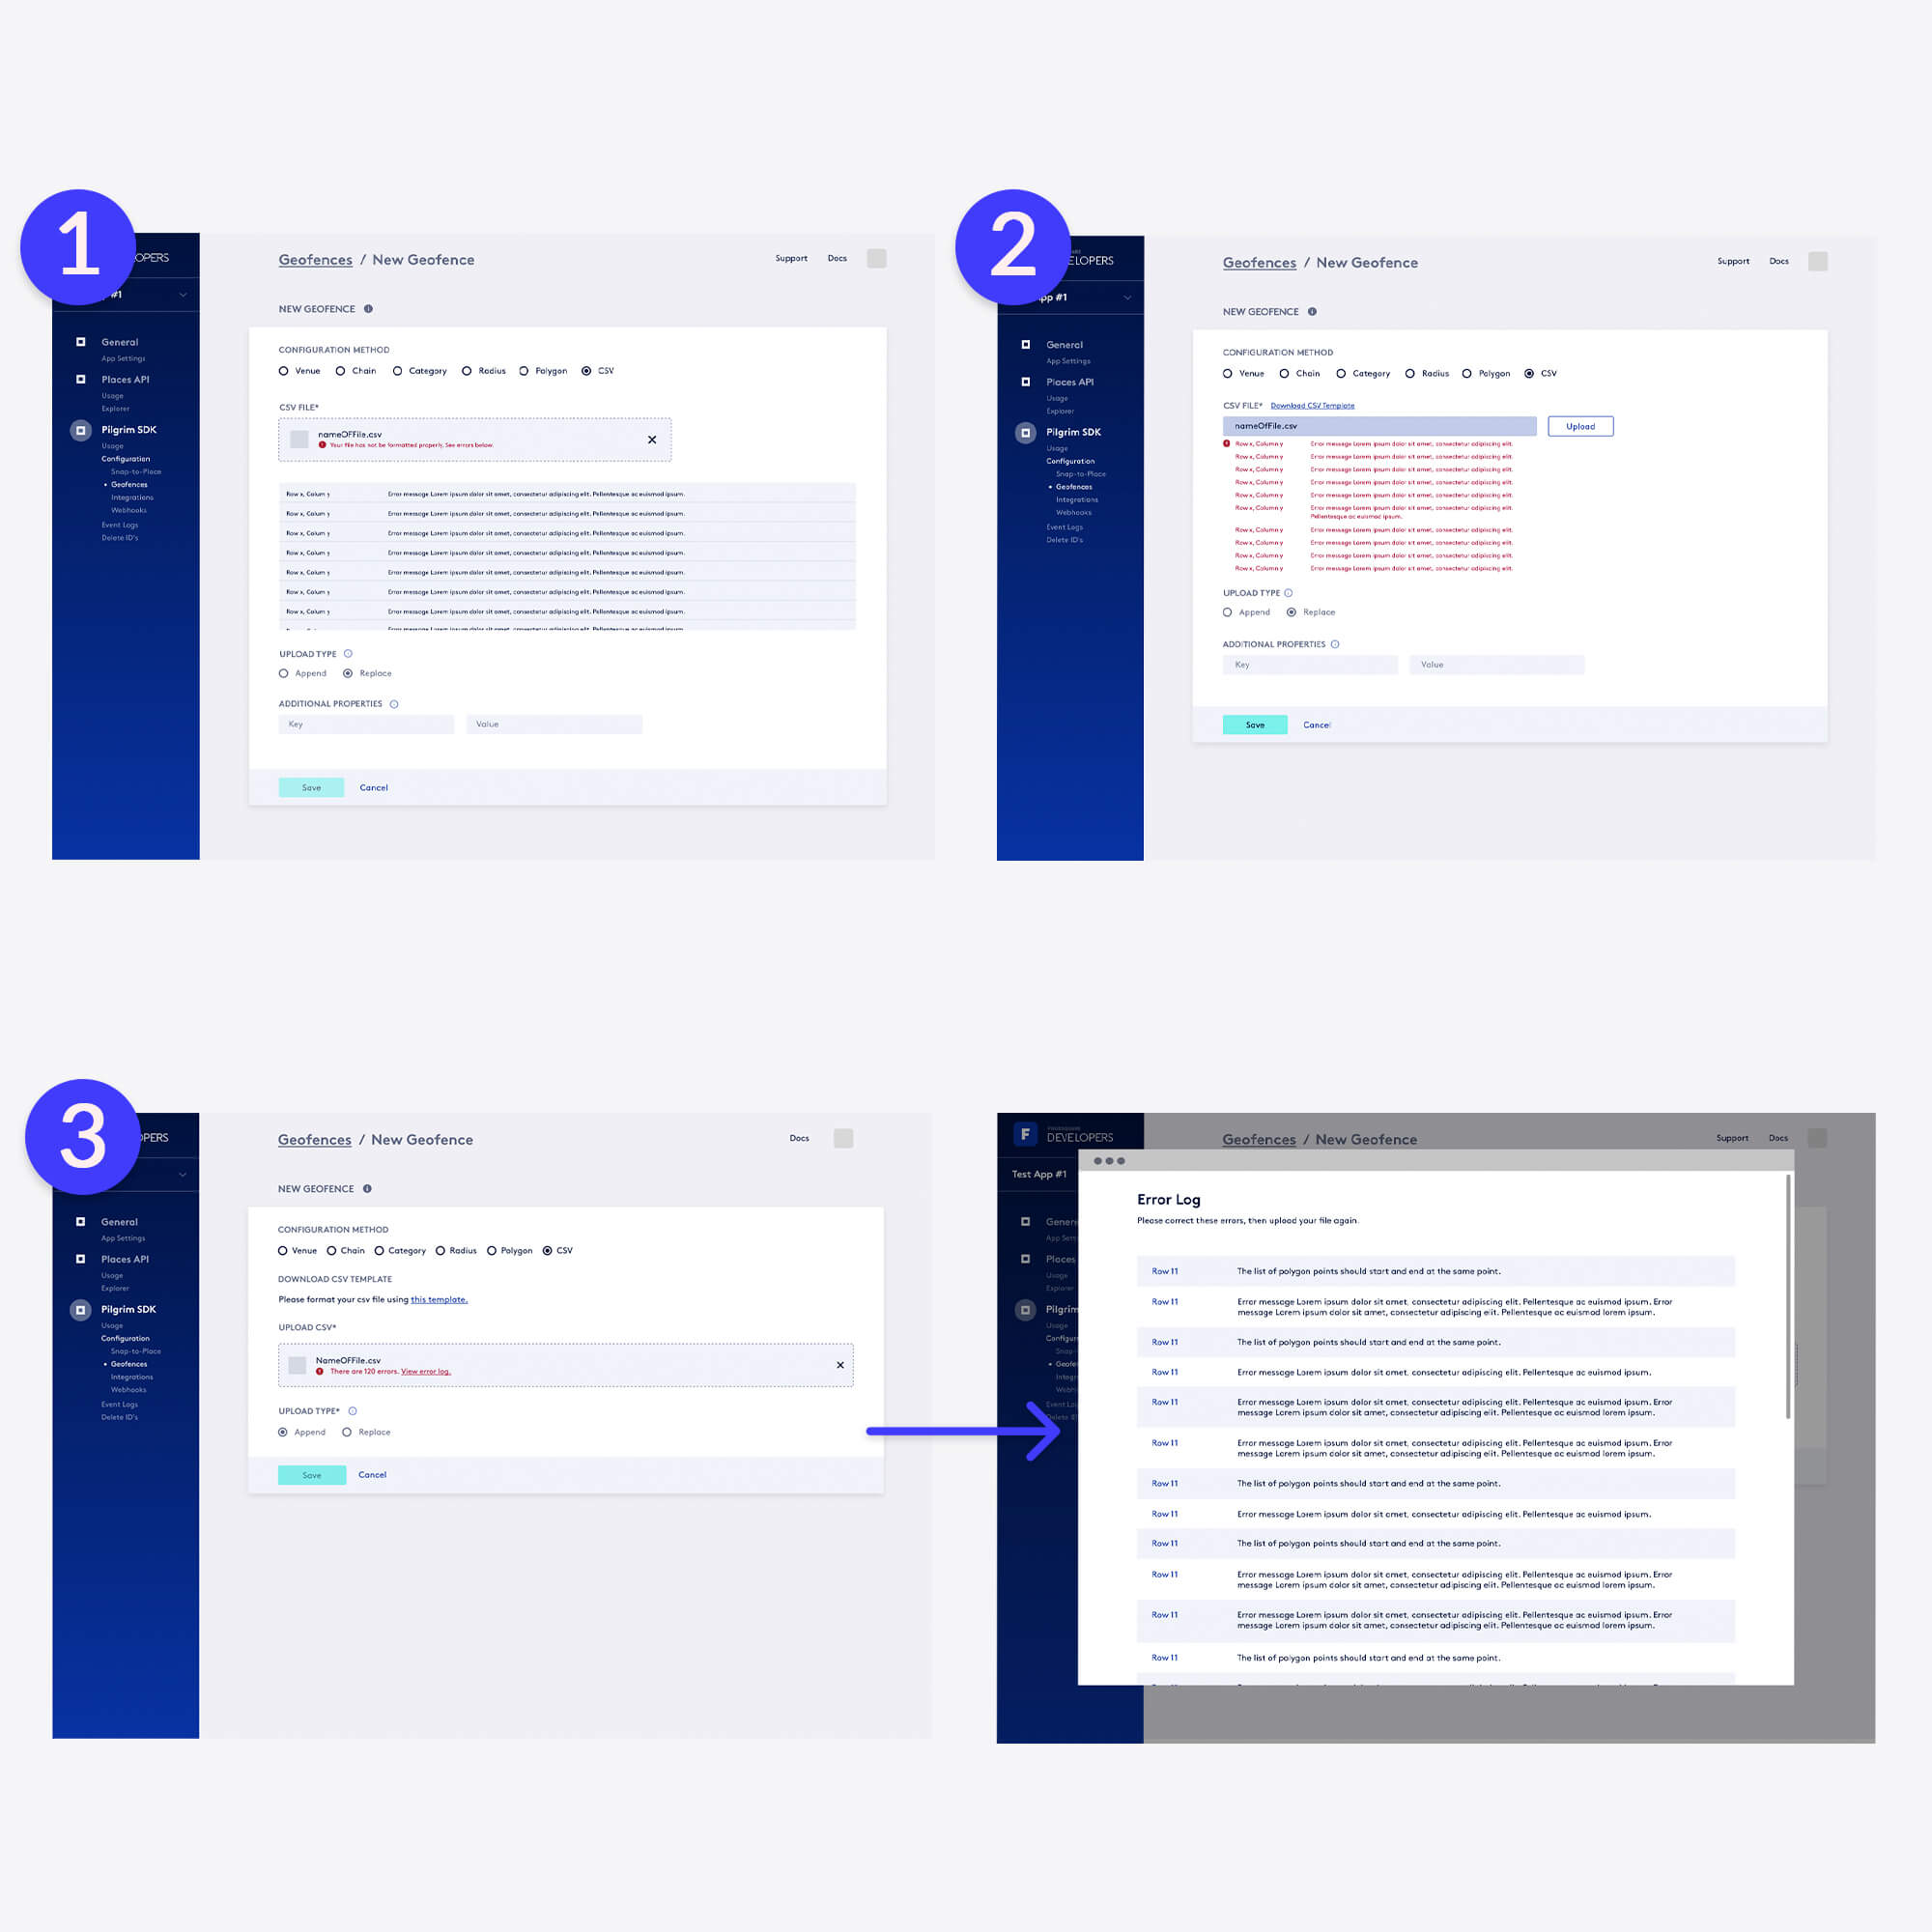 1
OPERS
#1
General
App Settings
Places API
Usage
Explorer
Pilgrim SDK
Usage
Configuration
Snap-to-Place
Geofences
Integrations
Webhooks
Event Logs
Delete ID's
Geofences / New Geofence
Support Docs
NEW GEOFENCE
CONFIGURATION METHOD
Venue Chain Category Radius Polygon CSV
CSV FILE*
nameOfFile.csv
Your file has not be formatted properly. See errors below.
Row x, Colum y Error message Lorem ipsum dolor sit amet, consectetur adipiscing elit. Pellentesque ac euismod ipsum.
Row x, Colum y Error message Lorem ipsum dolor sit amet, consectetur adipiscing elit. Pellentesque ac euismod ipsum.
Row x, Colum y Error message Lorem ipsum dolor sit amet, consectetur adipiscing elit. Pellentesque ac euismod ipsum.
Row x, Colum y Error message Lorem ipsum dolor sit amet, consectetur adipiscing elit. Pellentesque ac euismod ipsum.
Row x, Colum y Error message Lorem ipsum dolor sit amet, consectetur adipiscing elit. Pellentesque ac euismod ipsum.
Row x, Colum y Error message Lorem ipsum dolor sit amet, consectetur adipiscing elit. Pellentesque ac euismod ipsum.
Row x, Colum y Error message Lorem ipsum dolor sit amet, consectetur adipiscing elit. Pellentesque ac euismod ipsum.
UPLOAD TYPE
Append Replace
ADDITIONAL PROPERTIES
Key Value
Save Cancel
2
ELOPERS
pp #1
General
App Settings
Places API
Usage
Explorer
Pilgrim SDK
Usage
Configuration
Snap-to-Place
Geofences
Integrations
Webhooks
Event Logs
Delete ID's
Geofences / New Geofence
Support Docs
NEW GEOFENCE
CONFIGURATION METHOD
Venue Chain Category Radius Polygon CSV
CSV FILE* Download CSV Template
nameOfFile.csv Upload
Row x, Column y Error message Lorem ipsum dolor sit amet, consectetur adipiscing elit.
Row x, Column y Error message Lorem ipsum dolor sit amet, consectetur adipiscing elit.
Row x, Column y Error message Lorem ipsum dolor sit amet, consectetur adipiscing elit.
Row x, Column y Error message Lorem ipsum dolor sit amet, consectetur adipiscing elit.
Row x, Column y Error message Lorem ipsum dolor sit amet, consectetur adipiscing elit.
Row x, Column y Error message Lorem ipsum dolor sit amet, consectetur adipiscing elit.
Pellentesque ac euismod ipsum.
Row x, Column y Error message Lorem ipsum dolor sit amet, consectetur adipiscing elit.
Row x, Column y Error message Lorem ipsum dolor sit amet, consectetur adipiscing elit.
Row x, Column y Error message Lorem ipsum dolor sit amet, consectetur adipiscing elit.
Row x, Column y Error message Lorem ipsum dolor sit amet, consectetur adipiscing elit.
UPLOAD TYPE
Append Replace
ADDITIONAL PROPERTIES
Key Value
Save Cancel
3
OPERS
General
App Settings
Places API
Usage
Explorer
Pilgrim SDK
Usage
Configuration
Snap-to-Place
Geofences
Integrations
Webhooks
Event Logs
Delete ID's
Geofences / New Geofence
Docs
NEW GEOFENCE
CONFIGURATION METHOD
Venue Chain Category Radius Polygon CSV
DOWNLOAD CSV TEMPLATE
Please format your csv file using this template.
UPLOAD CSV*
NameOfFile.csv
There are 120 errors. View error log.
UPLOAD TYPE*
Append Replace
Save Cancel
F
FOURSQUARE
DEVELOPERS
Test App #1
Gener
App Sett
Places
Usage
Explorer
Pilgrim
Usage
Configur
Snap-
Geofe
Integr
Webh
Event Log
Delete ID
Geofences / New Geofence
Support Docs
Error Log
Please correct these errors, then upload your file again.
Row 11 The list of polygon points should start and end at the same point.
Row 11 Error message Lorem ipsum dolor sit amet, consectetur adipiscing elit. Pellentesque ac euismod ipsum. Error
message Lorem ipsum dolor sit amet, consectetur adipiscing elit. Pellentesque ac euismod lorem ipsum.
Row 11 The list of polygon points should start and end at the same point.
Row 11 Error message Lorem ipsum dolor sit amet, consectetur adipiscing elit. Pellentesque ac euismod ipsum.
Row 11 Error message Lorem ipsum dolor sit amet, consectetur adipiscing elit. Pellentesque ac euismod ipsum. Error
message Lorem ipsum dolor sit amet, consectetur adipiscing elit. Pellentesque ac euismod lorem ipsum.
Row 11 Error message Lorem ipsum dolor sit amet, consectetur adipiscing elit. Pellentesque ac euismod ipsum. Error
message Lorem ipsum dolor sit amet, consectetur adipiscing elit. Pellentesque ac euismod lorem ipsum.
Row 11 The list of polygon points should start and end at the same point.
Row 11 Error message Lorem ipsum dolor sit amet, consectetur adipiscing elit. Pellentesque ac euismod ipsum.
Row 11 The list of polygon points should start and end at the same point.
Row 11 Error message Lorem ipsum dolor sit amet, consectetur adipiscing elit. Pellentesque ac euismod ipsum. Error
message Lorem ipsum dolor sit amet, consectetur adipiscing elit. Pellentesque ac euismod lorem ipsum.
Row 11 Error message Lorem ipsum dolor sit amet, consectetur adipiscing elit. Pellentesque ac euismod ipsum. Error
message Lorem ipsum dolor sit amet, consectetur adipiscing elit. Pellentesque ac euismod lorem ipsum.
Row 11 The list of polygon points should start and end at the same point.